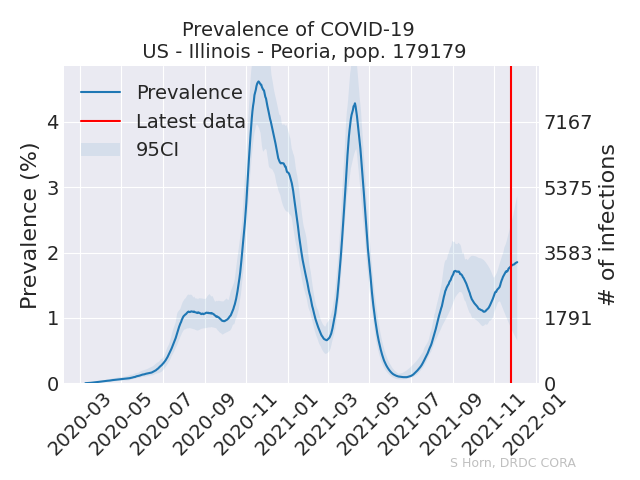 Prevalence of COVID-19
US - Illinois - Peoria, pop. 179179
Prevalence
Latest data
95CI
Prevalence (%)
4
3
2
1
0
7167
5375
3583
1791
0
# of infections
2020-03
2020-05
2020-07
2020-09
2020-11
2021-01
2021-03
2021-05
2021-07
2021-09
2021-11
2022-01
S Horn, DRDC CORA